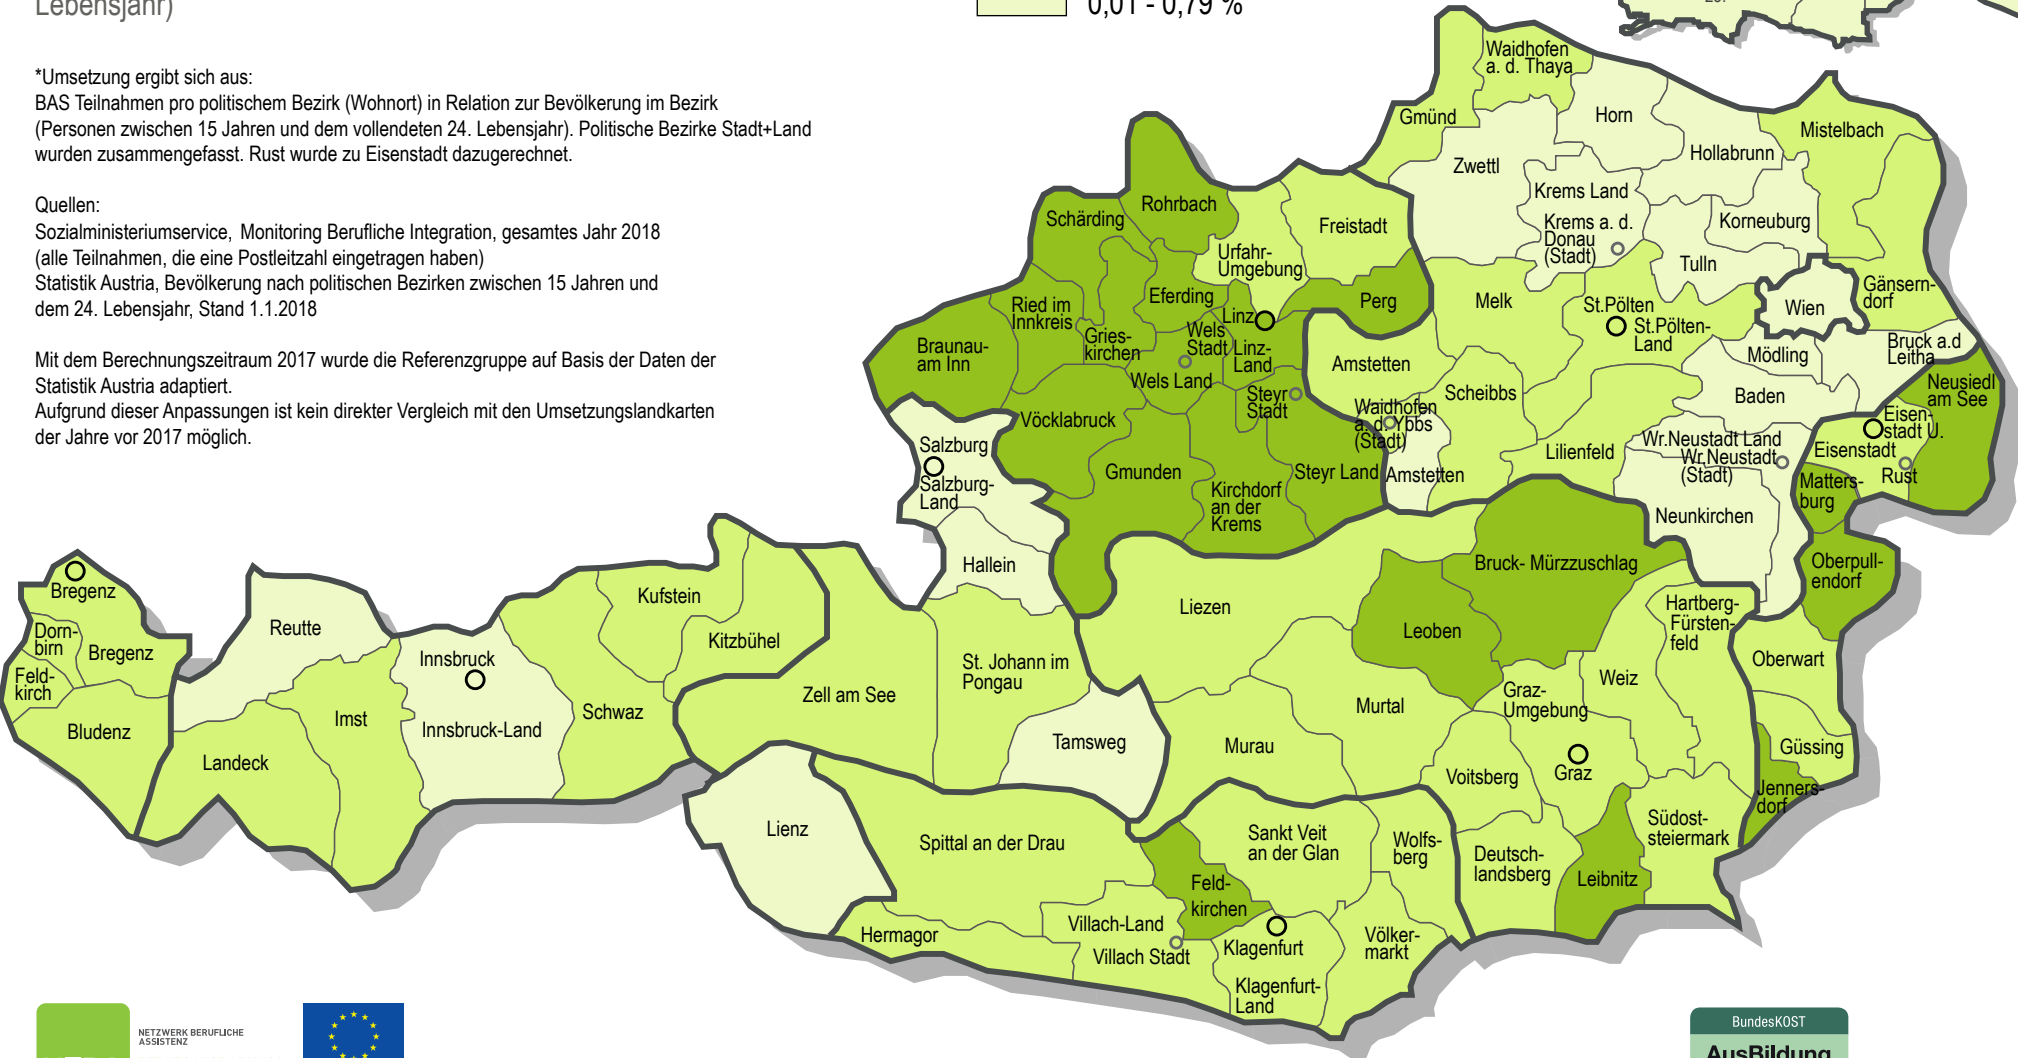 Lebensjahr)
0,01 - 0,79 %
*Umsetzung ergibt sich aus:
BAS Teilnahmen pro politischem Bezirk (Wohnort) in Relation zur Bevölkerung im Bezirk
(Personen zwischen 15 Jahren und dem vollendeten 24. Lebensjahr). Politische Bezirke Stadt+Land
wurden zusammengefasst. Rust wurde zu Eisenstadt dazugerechnet.
Quellen:
Sozialministeriumservice, Monitoring Berufliche Integration, gesamtes Jahr 2018
(alle Teilnahmen, die eine Postleitzahl eingetragen haben)
Statistik Austria, Bevölkerung nach politischen Bezirken zwischen 15 Jahren und
dem 24. Lebensjahr, Stand 1.1.2018
Mit dem Berechnungszeitraum 2017 wurde die Referenzgruppe auf Basis der Daten der
Statistik Austria adaptiert.
Aufgrund dieser Anpassungen ist kein direkter Vergleich mit den Umsetzungslandkarten
der Jahre vor 2017 möglich.
Waidhofen
a. d. Thaya
Gmünd
Horn
Mistelbach
Zwettl
Hollabrunn
Krems Land
Krems a. d.
Donau
(Stadt)
Korneuburg
Tulln
Rohrbach
Schärding
Freistadt
Urfahr-
Umgebung
Eferding
Perg
Ried im
Innkreis
Gries-
kirchen
Linz
Wels
Stadt
Linz-
Land
Wels Land
Braunau-
am Inn
Steyr
Stadt
Vöcklabruck
Gmunden
Kirchdorf
an der
Krems
Steyr Land
Melk
St.Pölten
St.Pölten-
Land
Wien
Gänsern-
dorf
Mödling
Bruck a.d
Leitha
Amstetten
Scheibbs
Baden
Neusiedl
am See
Waidhofen
a. d. Ybbs
(Stadt)
Amstetten
Lilienfeld
Wr.Neustadt Land
Wr.Neustadt
(Stadt)
Eisen-
stadt U.
Eisenstadt
Rust
Matters-
burg
Neunkirchen
Oberpull-
endorf
Salzburg
Salzburg-
Land
Hallein
Bregenz
Dorn-
birn
Bregenz
Feld-
kirch
Bludenz
Reutte
Innsbruck
Innsbruck-Land
Imst
Landeck
Schwaz
Kufstein
Kitzbühel
Zell am See
St. Johann im
Pongau
Tamsweg
Liezen
Leoben
Bruck- Mürzzuschlag
Hartberg-
Fürsten-
feld
Oberwart
Murtal
Murau
Graz-
Umgebung
Weiz
Graz
Voitsberg
Güssing
Jenners-
dorf
Südost-
steiermark
Leibnitz
Deutsch-
landsberg
Lienz
Spittal an der Drau
Sankt Veit
an der Glan
Wolfs-
berg
Feld-
kirchen
Hermagor
Villach-Land
Villach Stadt
Klagenfurt
Klagenfurt-
Land
Völker-
markt
NETZWERK BERUFLICHE
ASSISTENZ
BundesKOST
AusBildung